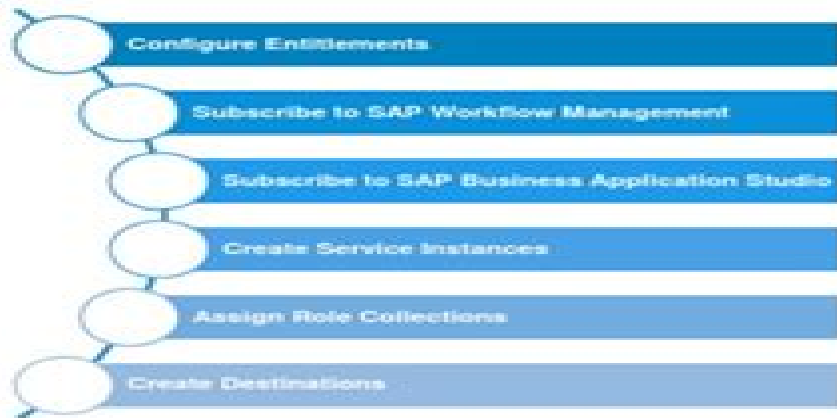 Configure Entitlements
Subscribe to SAP Workflow Management
Subscribe to SAP Business Application Studio
Create Service Instances
Assign Role Collections
Create Destinations